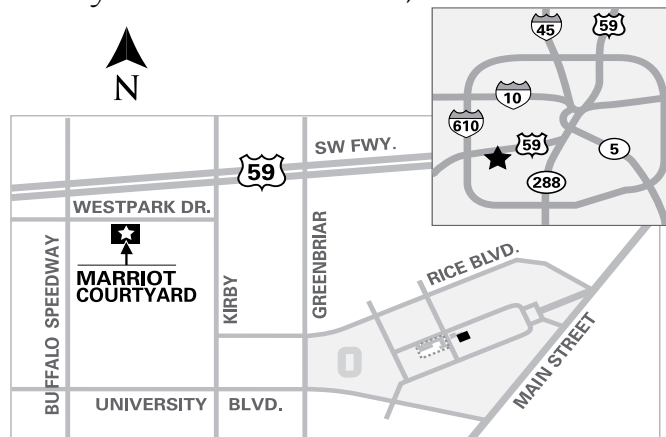 N
45
59
10
610
59
5
288
SW FWY.
59
WESTPARK DR.
MARRIOT
COURTYARD
BUFFALO SPEEDWAY
KIRBY
GREENBRIAR
RICE BLVD.
MAIN STREET
UNIVERSITY BLVD.